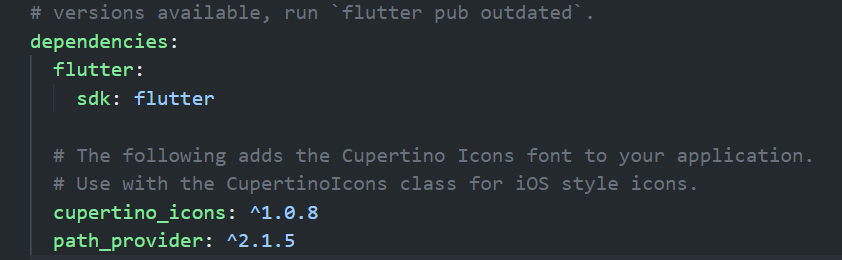 # versions available, run `flutter pub outdated`.
dependencies:
  flutter:
    sdk: flutter

  # The following adds the Cupertino Icons font to your application.
  # Use with the CupertinoIcons class for iOS style icons.
  cupertino_icons: ^1.0.8
  path_provider: ^2.1.5